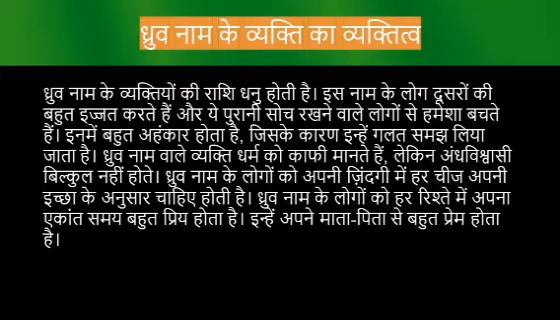 ध्रुव नाम के व्यक्ति का व्यक्तित्व
ध्रुव नाम के व्यक्तियों की राशि धनु होती है। इस नाम के लोग दूसरों की
बहुत इज्जत करते हैं और ये पुरानी सोच रखने वाले लोगों से हमेशा बचते
हैं। इनमें बहुत अहंकार होता है, जिसके कारण इन्हें गलत समझ लिया
जाता है। ध्रुव नाम वाले व्यक्ति धर्म को काफी मानते हैं, लेकिन अंधविश्वासी
बिल्कुल नहीं होते। ध्रुव नाम के लोगों को अपनी ज़िंदगी में हर चीज अपनी
इच्छा के अनुसार चाहिए होती है। ध्रुव नाम के लोगों को हर रिश्ते में अपना
एकांत समय बहुत प्रिय होता है। इन्हें अपने माता-पिता से बहुत प्रेम होता
है।